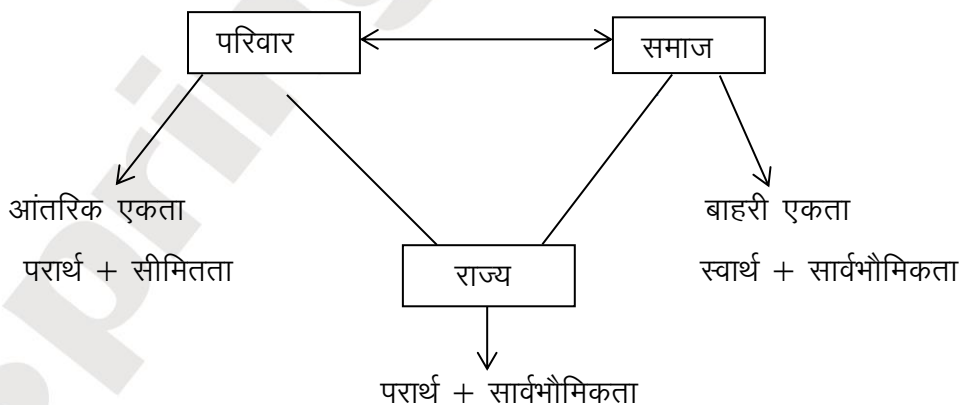 परिवार
समाज
आंतरिक एकता
परार्थ + सीमितता
बाहरी एकता
स्वार्थ + सार्वभौमिकता
राज्य
परार्थ + सार्वभौमिकता